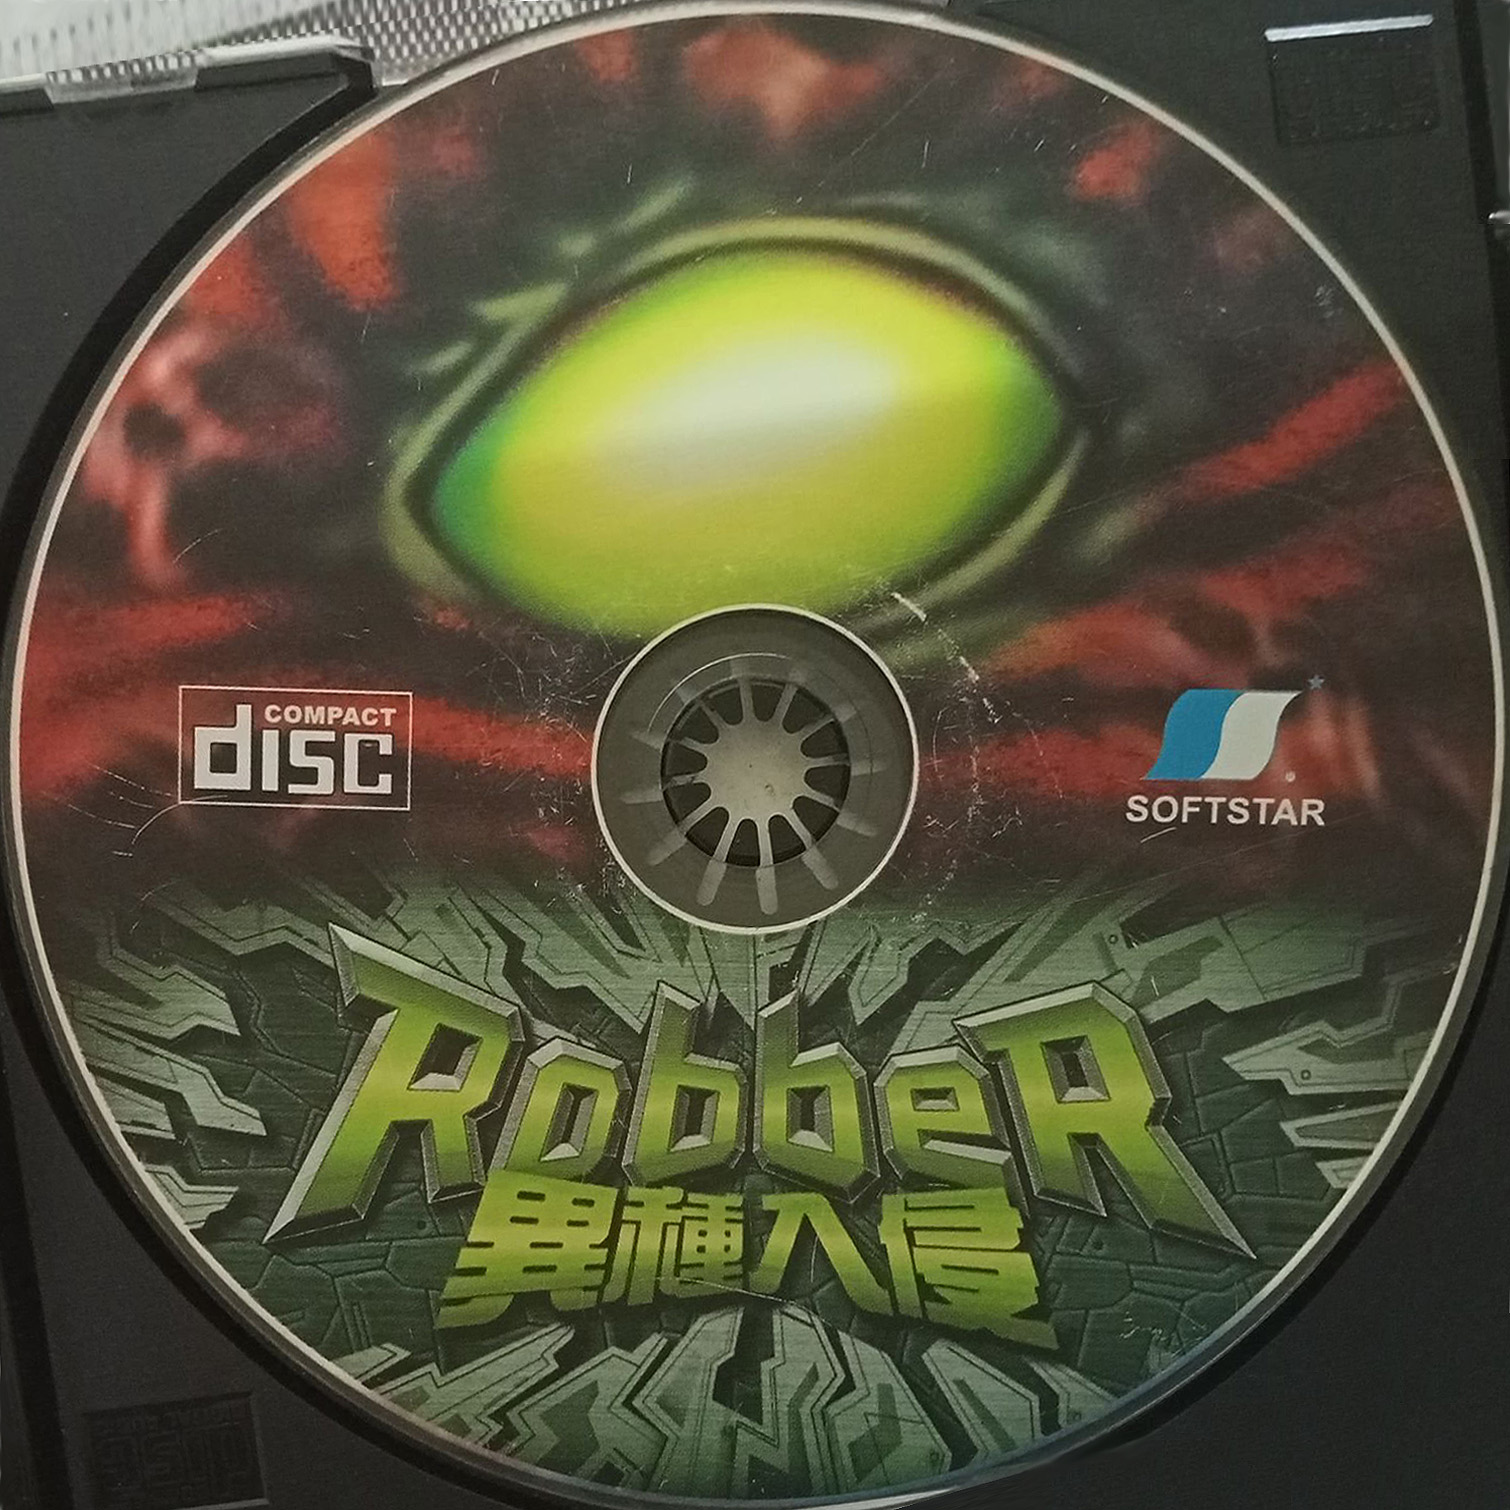 COMPACT
disc
SOFTSTAR
RobbeR
異種入侵